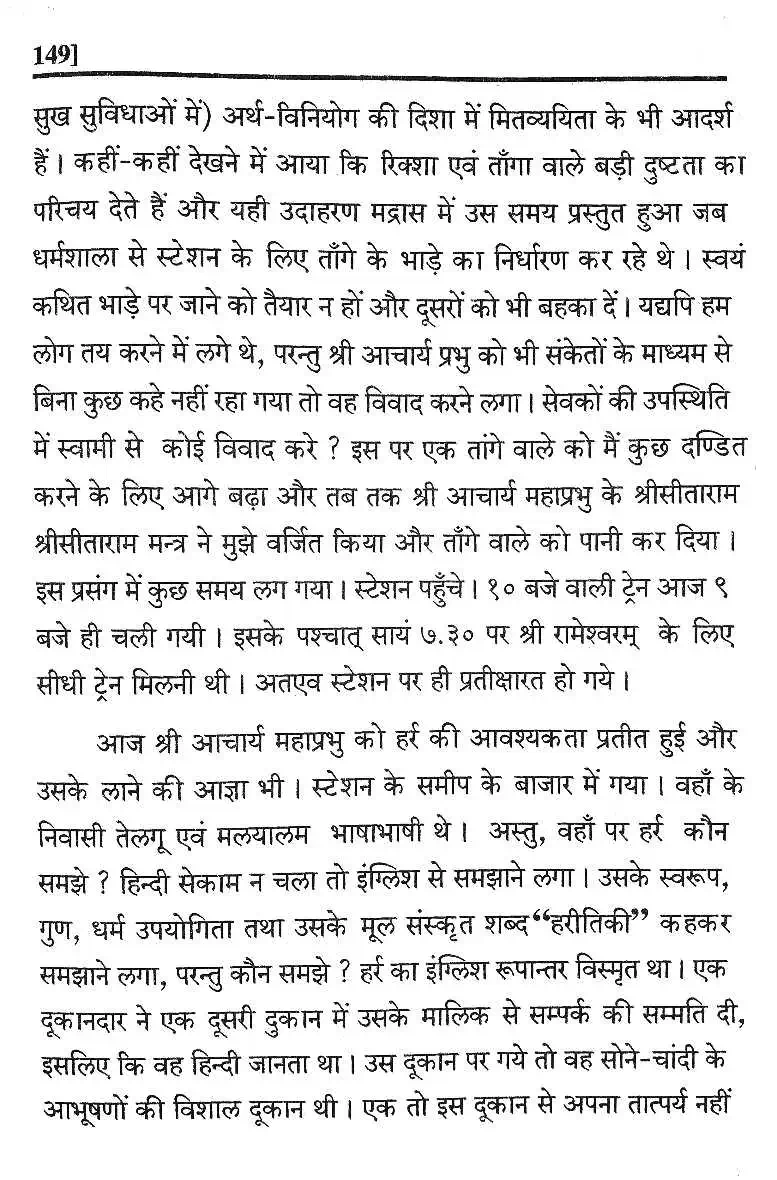 149]
सुख सुविधाओं में) अर्थ-विनियोग की दिशा में मितव्ययिता के भी आदर्श
हैं । कहीं-कहीं देखने में आया कि रिक्शा एवं ताँगा वाले बड़ी दुष्टता का
परिचय देते हैं और यही उदाहरण मद्रास में उस समय प्रस्तुत हुआ जब
धर्मशाला से स्टेशन के लिए ताँगे के भाड़े का निर्धारण कर रहे थे । स्वयं
कथित भाड़े पर जाने को तैयार न हों और दूसरों को भी बहका दें । यद्यपि हम
लोग तय करने में लगे थे, परन्तु श्री आचार्य प्रभु को भी संकेतों के माध्यम से
बिना कुछ कहे नहीं रहा गया तो वह विवाद करने लगा । सेवकों की उपस्थिति
में स्वामी से कोई विवाद करे ? इस पर एक तांगे वाले को मैं कुछ दण्डित
करने के लिए आगे बढ़ा और तब तक श्री आचार्य महाप्रभु के श्रीसीताराम
श्रीसीताराम मन्त्र ने मुझे वर्जित किया और ताँगे वाले को पानी कर दिया ।
इस प्रसंग में कुछ समय लग गया । स्टेशन पहुँचे । १० बजे वाली ट्रेन आज ९
बजे ही चली गयी । इसके पश्चात् सायं ७.३० पर श्री रामेश्वरम् के लिए
सीधी ट्रेन मिलनी थी । अतएव स्टेशन पर ही प्रतीक्षारत हो गये ।
आज श्री आचार्य महाप्रभु को हर्र की आवश्यकता प्रतीत हुई और
उसके लाने की आज्ञा भी । स्टेशन के समीप के बाजार में गया । वहाँ के
निवासी तेलगू एवं मलयालम भाषाभाषी थे । अस्तु, वहाँ पर हर्र कौन
समझे ? हिन्दी सेकाम न चला तो इंग्लिश से समझाने लगा । उसके स्वरूप,
गुण, धर्म उपयोगिता तथा उसके मूल संस्कृत शब्द “हरीतिकी” कहकर
समझाने लगा, परन्तु कौन समझे ? हर्र का इंग्लिश रूपान्तर विस्मृत था । एक
दूकानदार ने एक दूसरी दुकान में उसके मालिक से सम्पर्क की सम्मति दी,
इसलिए कि वह हिन्दी जानता था । उस दूकान पर गये तो वह सोने-चांदी के
आभूषणों की विशाल दूकान थी । एक तो इस दूकान से अपना तात्पर्य नहीं